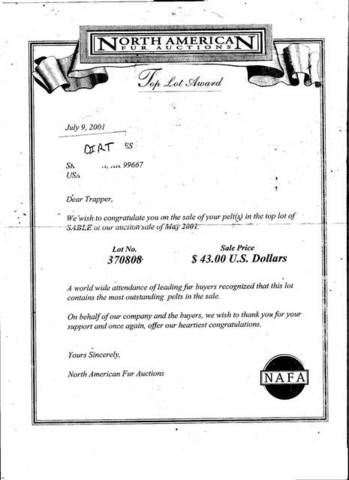 NORTH AMERICAN
FUR AUCTIONS
Top Lot Award
July 9, 2001
DIRT ES
99667
USA
Dear Trapper,
We wish to congratulate you on the sale of your pelt(s) in the top lot of
SABLE at our auction sale of May 2001.
Lot No. Sale Price
370808 $ 43.00 U.S. Dollars
A world wide attendance of leading fur buyers recognized that this lot
contains the most outstanding pelts in the sale.
On behalf of our company and the buyers, we wish to thank you for your
support and once again, offer our heartiest congratulations.
Yours Sincerely,
North American Fur Auctions
NAFA